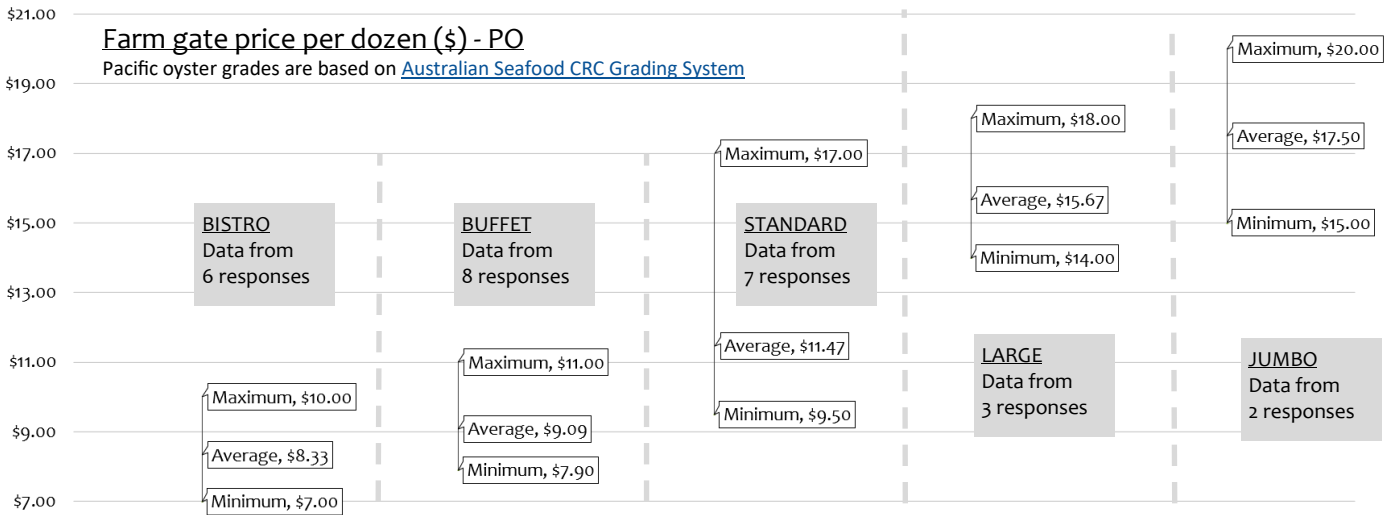 Farm gate price per dozen ($) - PO
Pacific oyster grades are based on Australian Seafood CRC Grading System
$21.00
$19.00
$17.00
$15.00
$13.00
$11.00
$9.00
$7.00
BISTRO
Data from
6 responses
Maximum, $10.00
Average, $8.33
Minimum, $7.00
BUFFET
Data from
8 responses
Maximum, $11.00
Average, $9.09
Minimum, $7.90
Maximum, $17.00
STANDARD
Data from
7 responses
Average, $11.47
Minimum, $9.50
Maximum, $18.00
Average, $15.67
Minimum, $14.00
LARGE
Data from
3 responses
Maximum, $20.00
Average, $17.50
Minimum, $15.00
JUMBO
Data from
2 responses